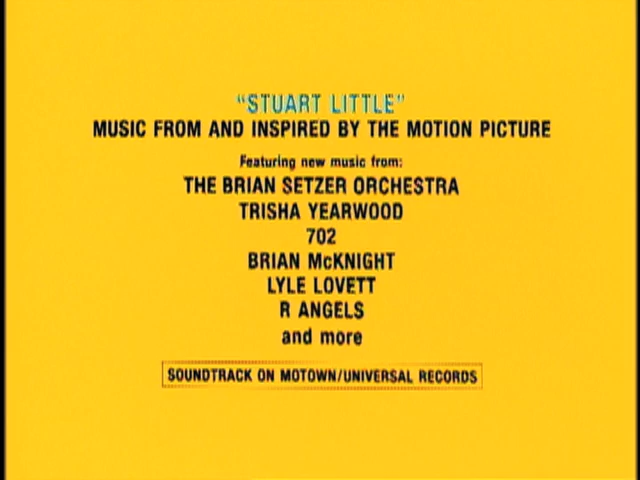 "STUART LITTLE"
MUSIC FROM AND INSPIRED BY THE MOTION PICTURE
Featuring new music from:
THE BRIAN SETZER ORCHESTRA
TRISHA YEARWOOD
702
BRIAN McKNIGHT
LYLE LOVETT
R ANGELS
and more
SOUNDTRACK ON MOTOWN/UNIVERSAL RECORDS